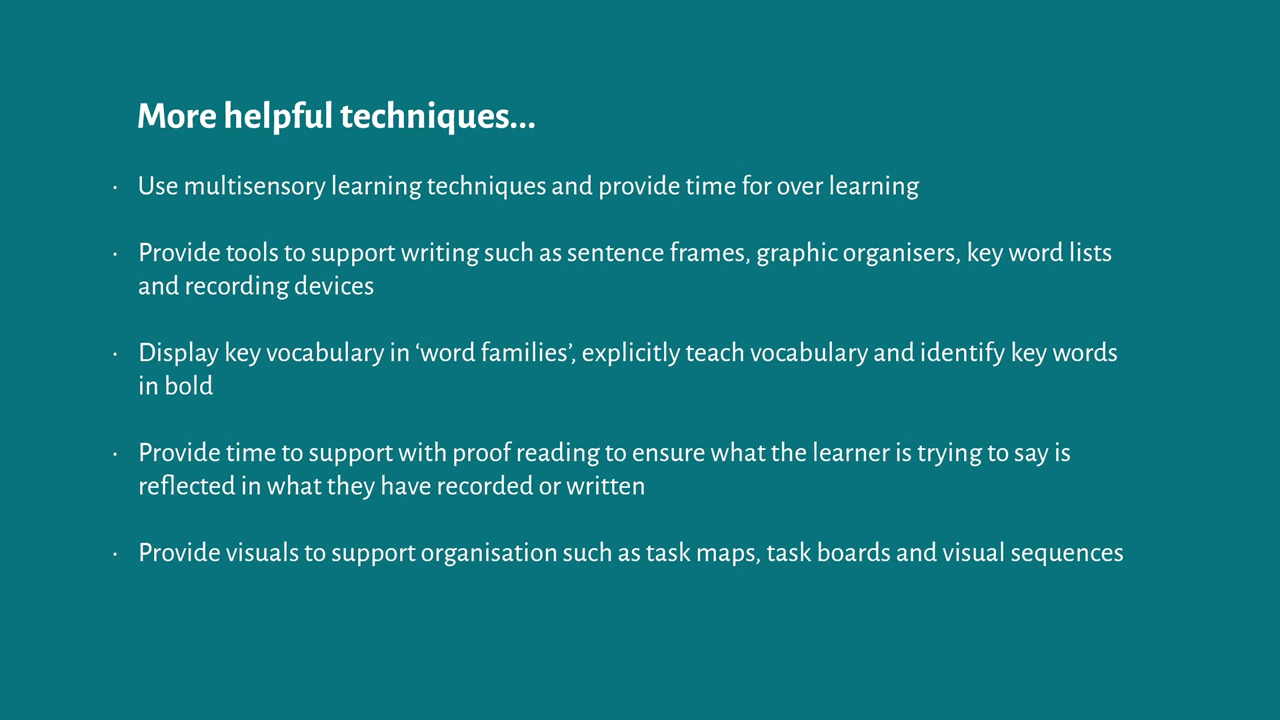 More helpful techniques...
· Use multisensory learning techniques and provide time for over learning
· Provide tools to support writing such as sentence frames, graphic organisers, key word lists
and recording devices
· Display key vocabulary in ‘word families’, explicitly teach vocabulary and identify key words
in bold
· Provide time to support with proof reading to ensure what the learner is trying to say is
reflected in what they have recorded or written
· Provide visuals to support organisation such as task maps, task boards and visual sequences